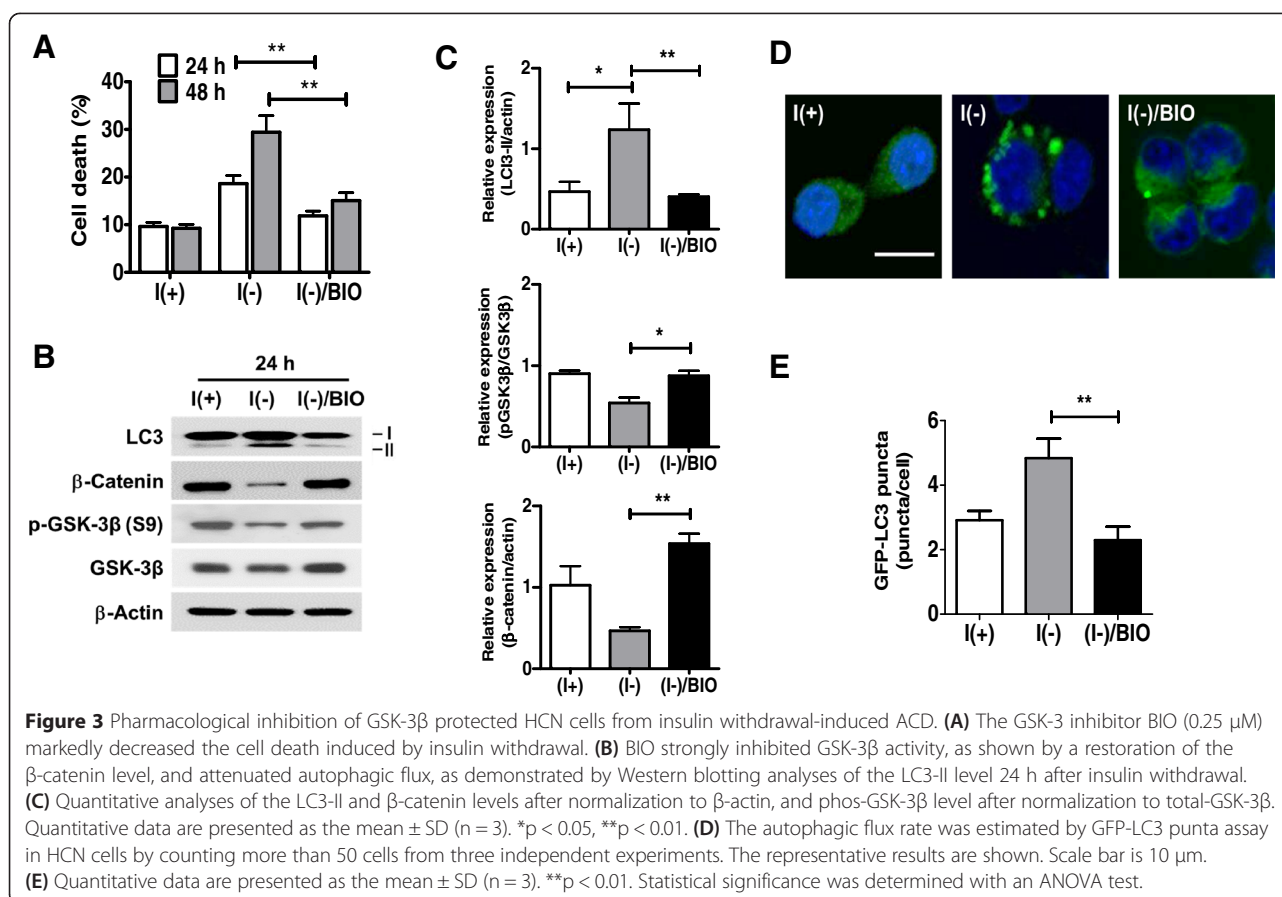 A
24 h
48 h
**
**
Cell death (%)
40
30
20
10
0
I(+) I(-) I(-)/BIO
B
24 h
I(+) I(-) I(-)/BIO
LC3
–I
–II
β-Catenin
p-GSK-3β (S9)
GSK-3β
β-Actin
C
Relative expression
(LCR3-II/actin)
2
1
0
*
**
I(+) I(-) I(-)/BIO
Relative expression
(pGSK3β/GSK3β)
2
1
0
*
(I+) (I-) (I-)/BIO
Relative expression
(β-catenin/actin)
2
1
0
**
(I+) (I-) (I-)/BIO
D
I(+)
I(-)
I(-)/BIO
E
GFP-LC3 puncta
(puncta/cell)
6
4
2
0
**
I(+) I(-) (I-)/BIO
Figure 3 Pharmacological inhibition of GSK-3β protected HCN cells from insulin withdrawal-induced ACD. (A) The GSK-3 inhibitor BIO (0.25 μM)
markedly decreased the cell death induced by insulin withdrawal. (B) BIO strongly inhibited GSK-3β activity, as shown by a restoration of the
β-catenin level, and attenuated autophagic flux, as demonstrated by Western blotting analyses of the LC3-II level 24 h after insulin withdrawal.
(C) Quantitative analyses of the LC3-II and β-catenin levels after normalization to β-actin, and phos-GSK-3β level after normalization to total-GSK-3β.
Quantitative data are presented as the mean ± SD (n = 3). *p < 0.05, **p < 0.01. (D) The autophagic flux rate was estimated by GFP-LC3 punta assay
in HCN cells by counting more than 50 cells from three independent experiments. The representative results are shown. Scale bar is 10 μm.
(E) Quantitative data are presented as the mean ± SD (n = 3). **p < 0.01. Statistical significance was determined with an ANOVA test.